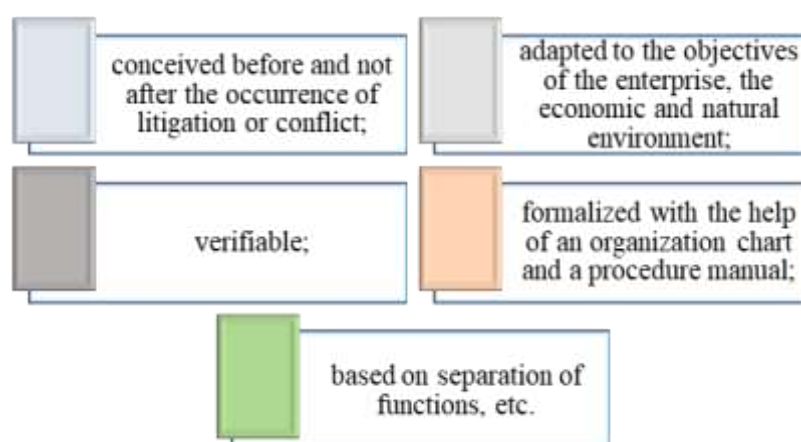 conceived before and not
after the occurrence of
litigation or conflict;
adapted to the objectives
of the enterprise, the
economic and natural
environment;
verifiable;
formalized with the help
of an organization chart
and a procedure manual;
based on separation of
functions, etc.